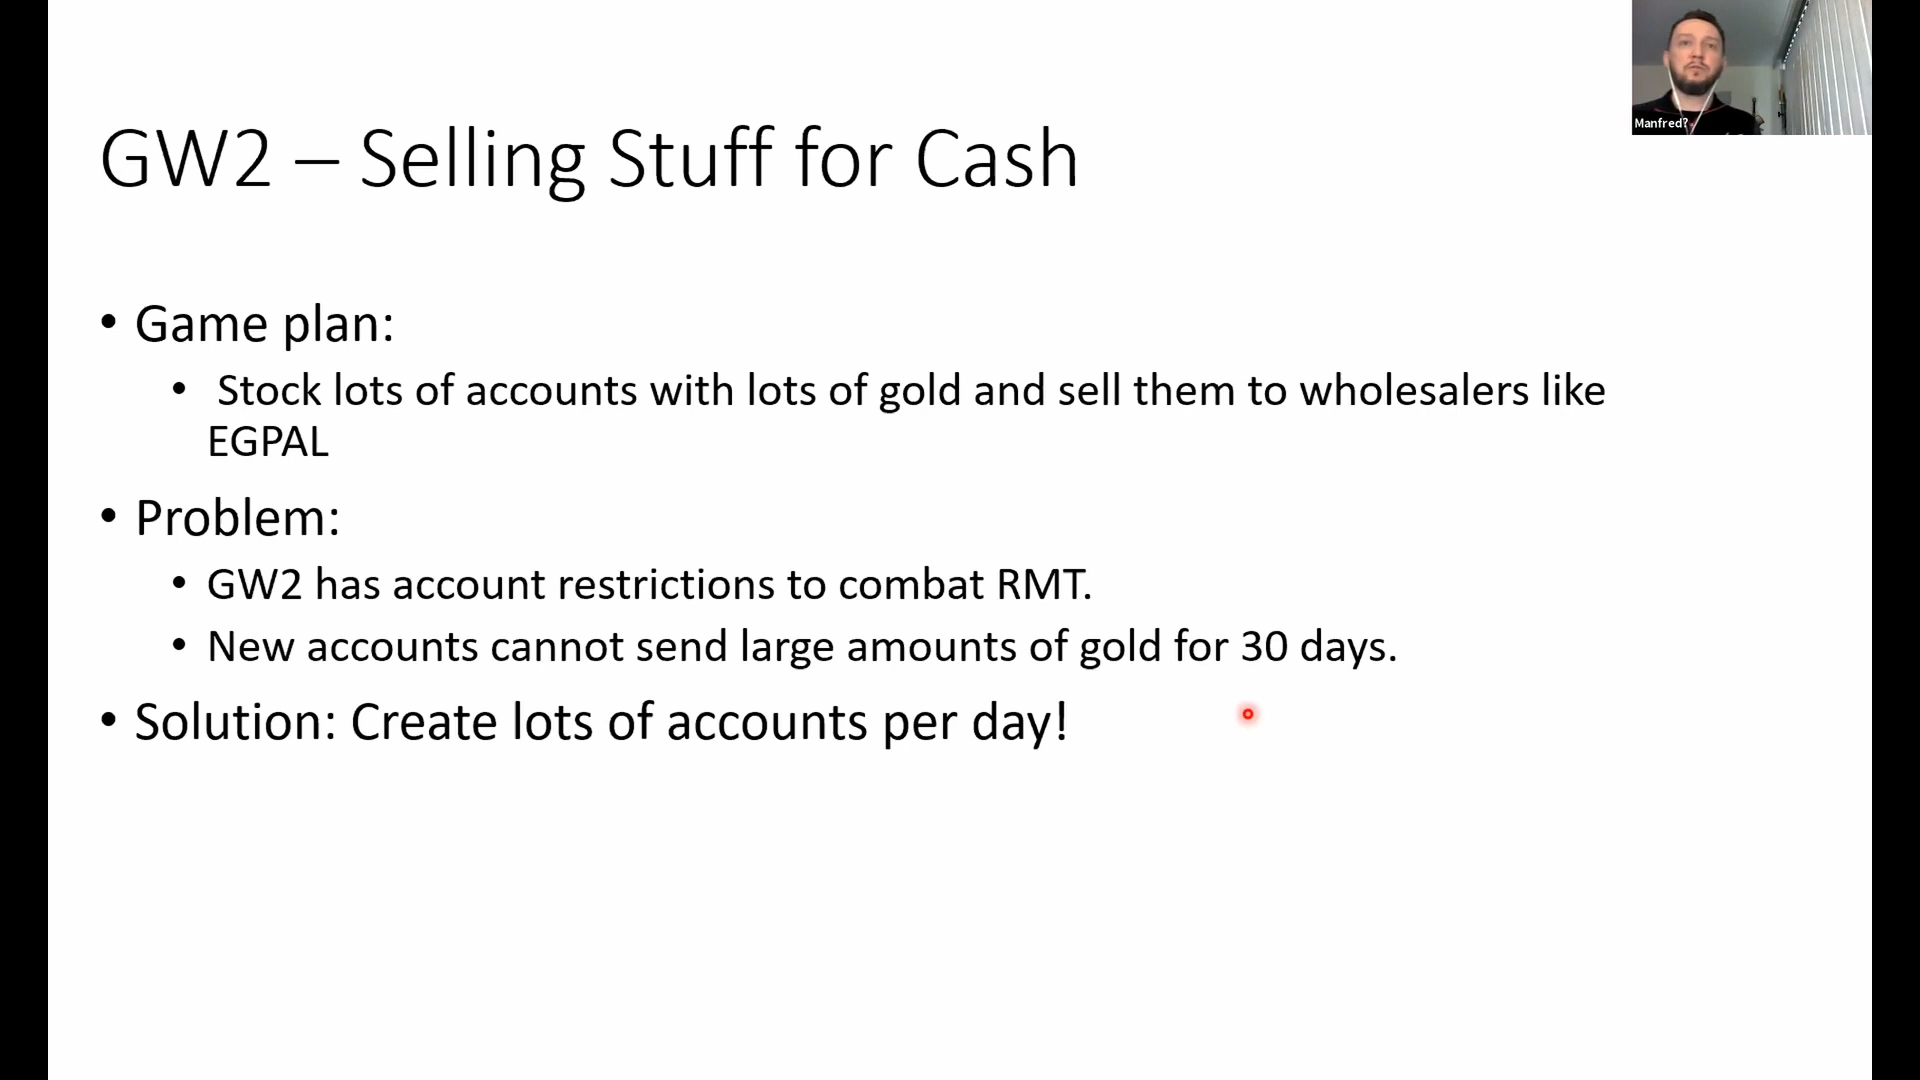 Manfred?
GW2 – Selling Stuff for Cash
• Game plan:
• Stock lots of accounts with lots of gold and sell them to wholesalers like
EGPAL
• Problem:
• GW2 has account restrictions to combat RMT.
• New accounts cannot send large amounts of gold for 30 days.
• Solution: Create lots of accounts per day!